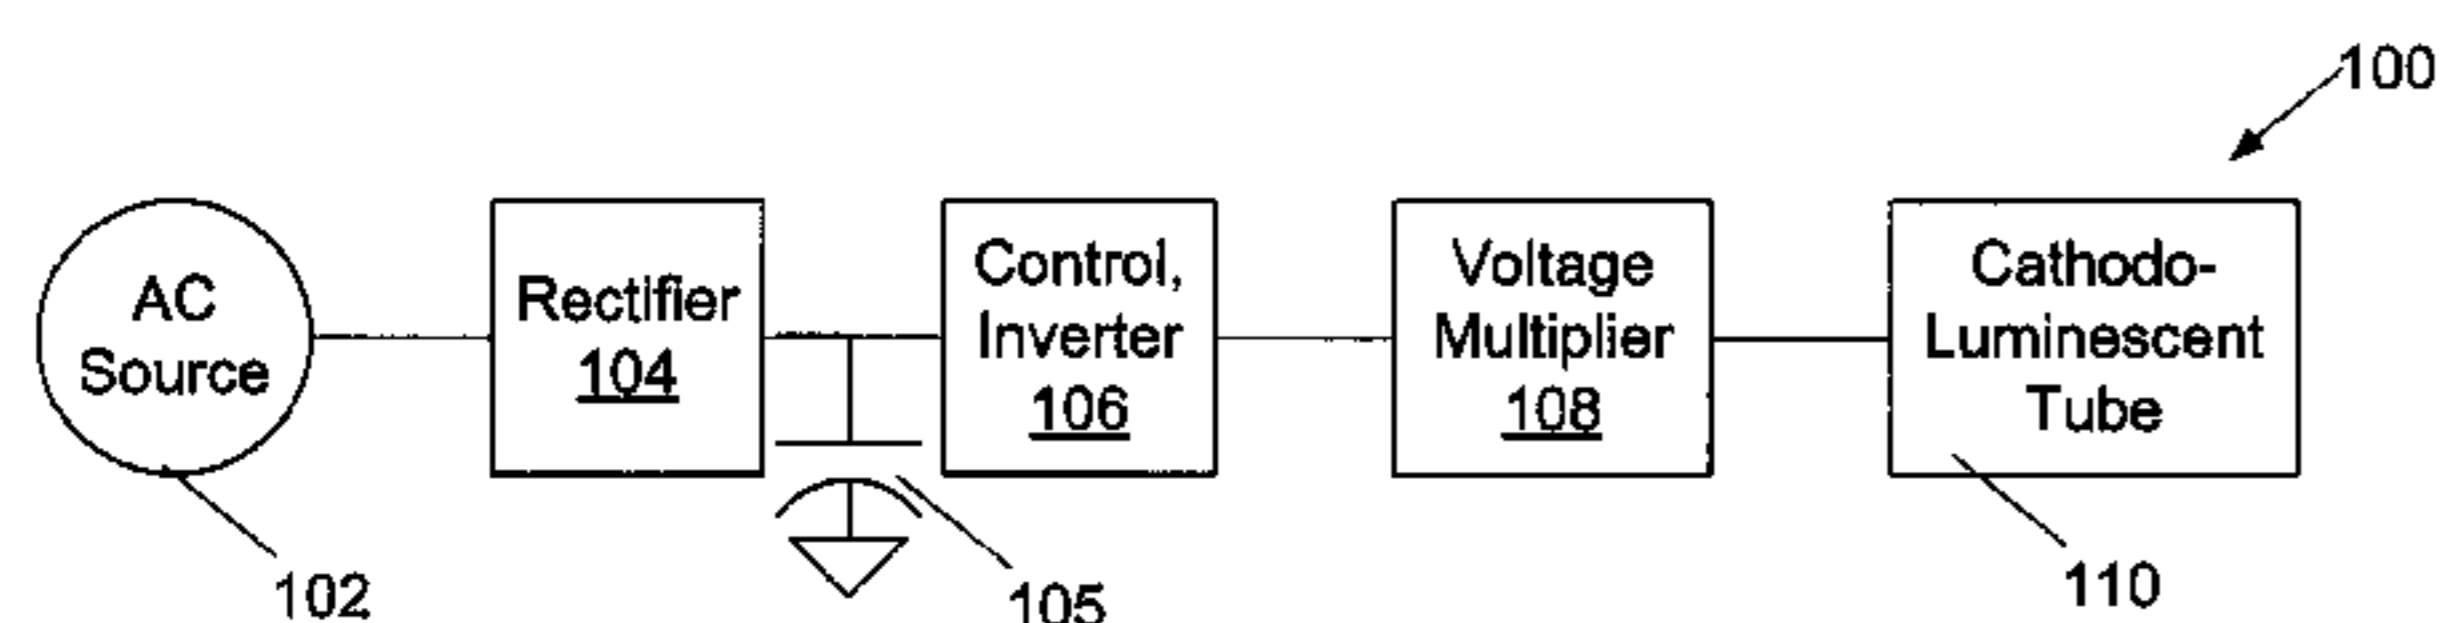 100
AC
Source
Rectifier
104
Control,
Inverter
106
Voltage
Multiplier
108
Cathodo-
Luminescent
Tube
102
105
110